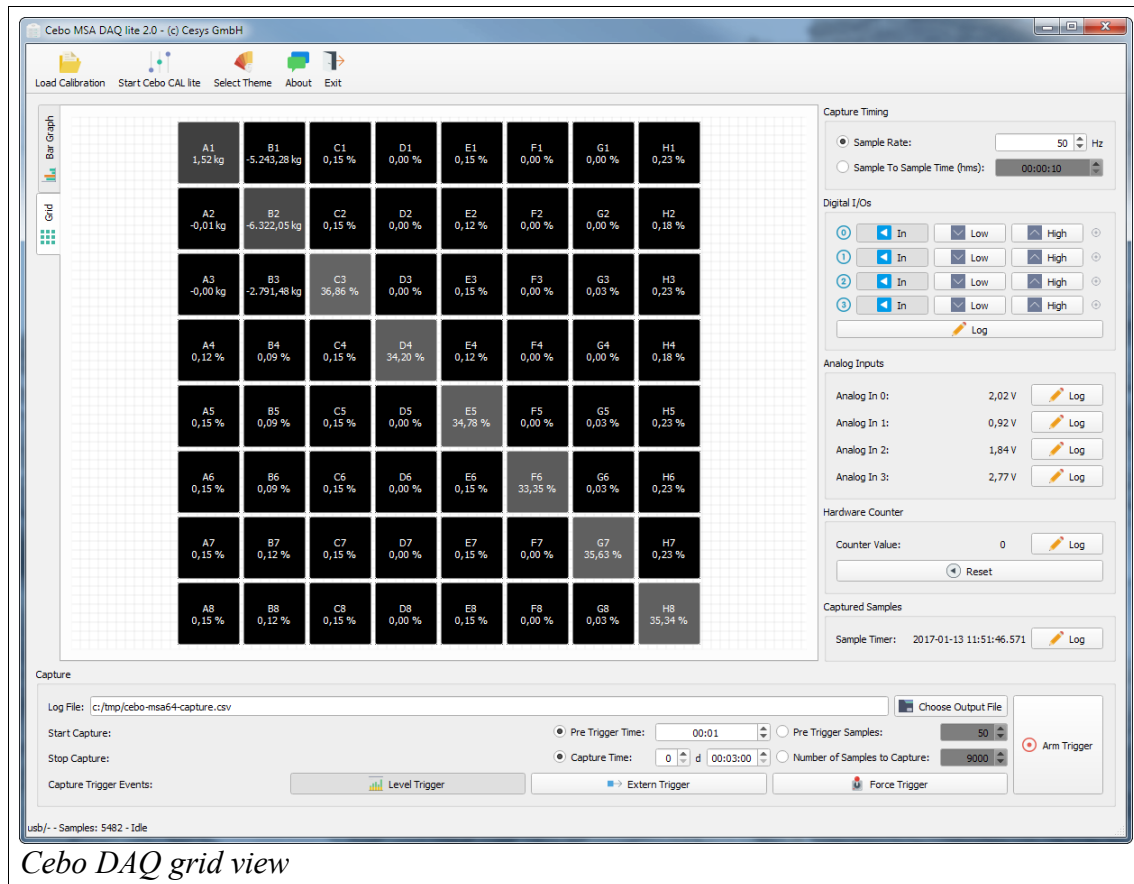 Cebo MSA DAQ lite 2.0 - (c) Cesys GmbH
Load Calibration Start Cebo CAL lite Select Theme About Exit
Bar Graph
Grid
A1 B1 C1 D1 E1 F1 G1 H1
1,52 kg -5.243,28 kg 0,15 % 0,00 % 0,15 % 0,00 % 0,00 % 0,23 %
A2 B2 C2 D2 E2 F2 G2 H2
-0,01 kg -6.322,05 kg 0,15 % 0,00 % 0,12 % 0,00 % 0,00 % 0,18 %
A3 B3 C3 D3 E3 F3 G3 H3
-0,00 kg -2.791,48 kg 36,86 % 0,00 % 0,15 % 0,00 % 0,03 % 0,23 %
A4 B4 C4 D4 E4 F4 G4 H4
0,12 % 0,09 % 0,15 % 34,20 % 0,12 % 0,00 % 0,00 % 0,18 %
A5 B5 C5 D5 E5 F5 G5 H5
0,15 % 0,09 % 0,15 % 0,00 % 34,78 % 0,00 % 0,03 % 0,23 %
A6 B6 C6 D6 E6 F6 G6 H6
0,15 % 0,09 % 0,15 % 0,00 % 0,15 % 33,35 % 0,03 % 0,23 %
A7 B7 C7 D7 E7 F7 G7 H7
0,15 % 0,12 % 0,15 % 0,00 % 0,15 % 0,00 % 35,63 % 0,23 %
A8 B8 C8 D8 E8 F8 G8 H8
0,15 % 0,12 % 0,15 % 0,00 % 0,15 % 0,00 % 0,03 % 35,34 %
Capture Timing
Sample Rate: 50 Hz
Sample To Sample Time (hms): 00:00:10
Digital I/Os
0 In Low High
1 In Low High
2 In Low High
3 In Low High
Log
Analog Inputs
Analog In 0: 2,02 V Log
Analog In 1: 0,92 V Log
Analog In 2: 1,84 V Log
Analog In 3: 2,77 V Log
Hardware Counter
Counter Value: 0 Log
Reset
Captured Samples
Sample Timer: 2017-01-13 11:51:46.571 Log
Capture
Log File: c:/tmp/cebo-msa64-capture.csv Choose Output File
Start Capture: Pre Trigger Time: 00:01 Pre Trigger Samples: 50
Stop Capture: Capture Time: 0 d 00:03:00 Number of Samples to Capture: 9000
Arm Trigger
Capture Trigger Events: Level Trigger Extern Trigger Force Trigger
usb/- - Samples: 5482 - Idle
Cebo DAQ grid view